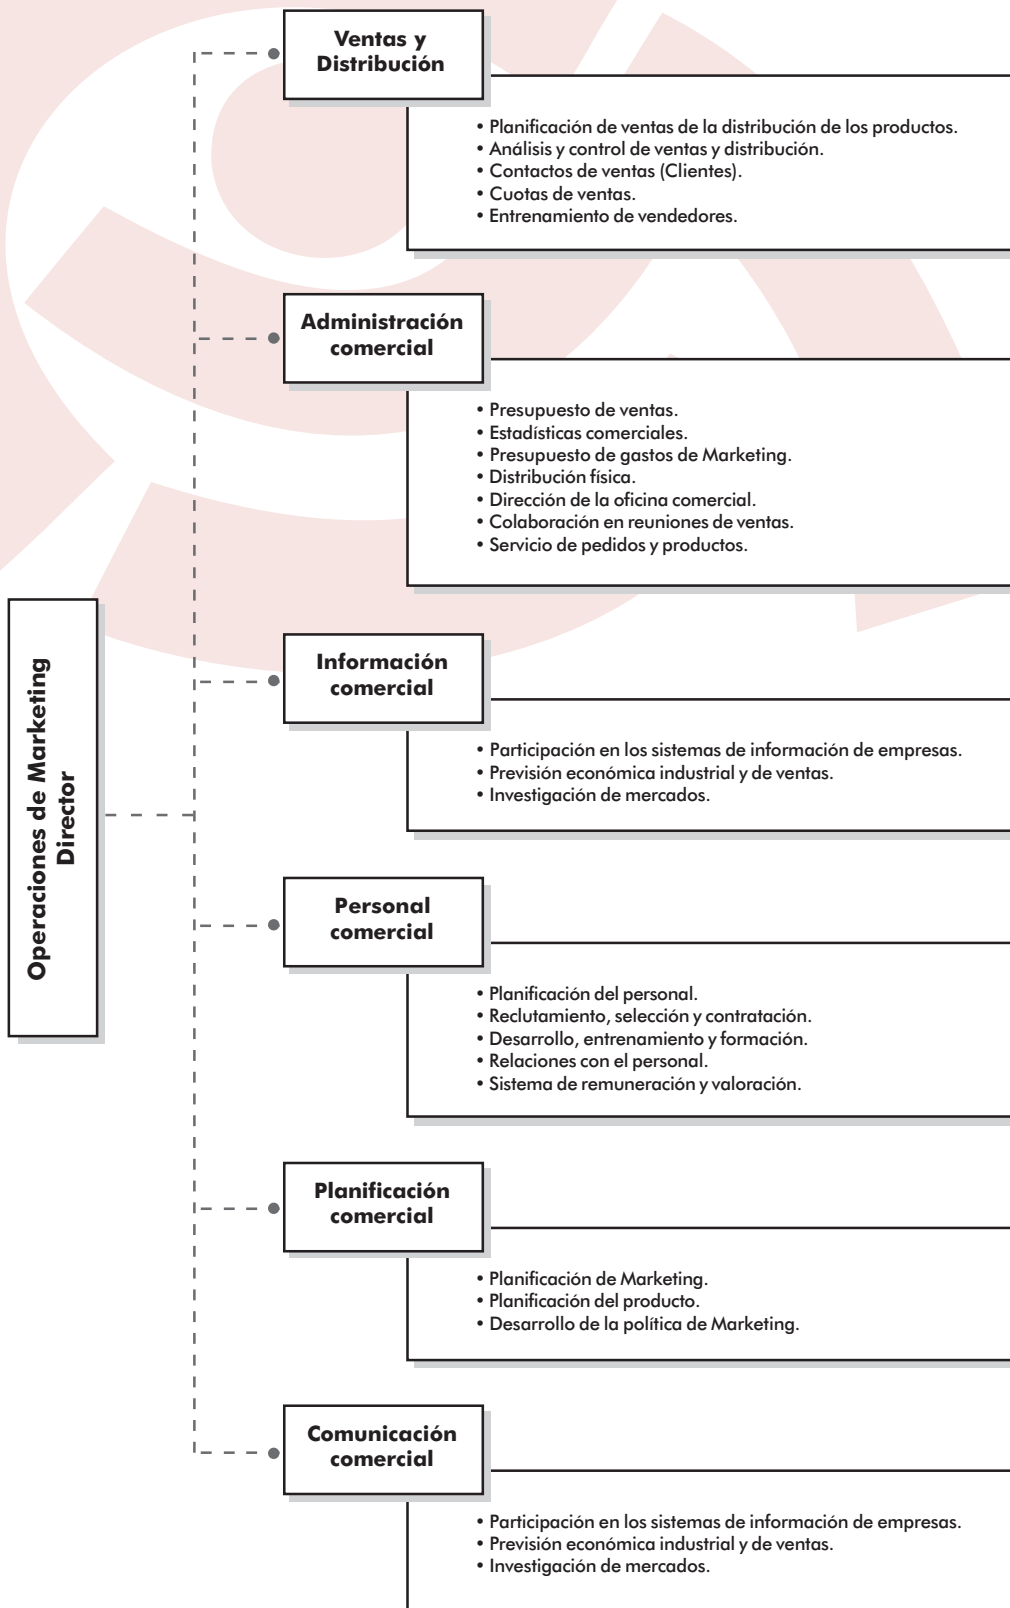 Ventas y
Distribución
• Planificación de ventas de la distribución de los productos.
• Análisis y control de ventas y distribución.
• Contactos de ventas (Clientes).
• Cuotas de ventas.
• Entrenamiento de vendedores.
Administración
comercial
• Presupuesto de ventas.
• Estadísticas comerciales.
• Presupuesto de gastos de Marketing.
• Distribución física.
• Dirección de la oficina comercial.
• Colaboración en reuniones de ventas.
• Servicio de pedidos y productos.
Operaciones de Marketing
Director
Información
comercial
• Participación en los sistemas de información de empresas.
• Previsión económica industrial y de ventas.
• Investigación de mercados.
Personal
comercial
• Planificación del personal.
• Reclutamiento, selección y contratación.
• Desarrollo, entrenamiento y formación.
• Relaciones con el personal.
• Sistema de remuneración y valoración.
Planificación
comercial
• Planificación de Marketing.
• Planificación del producto.
• Desarrollo de la política de Marketing.
Comunicación
comercial
• Participación en los sistemas de información de empresas.
• Previsión económica industrial y de ventas.
• Investigación de mercados.